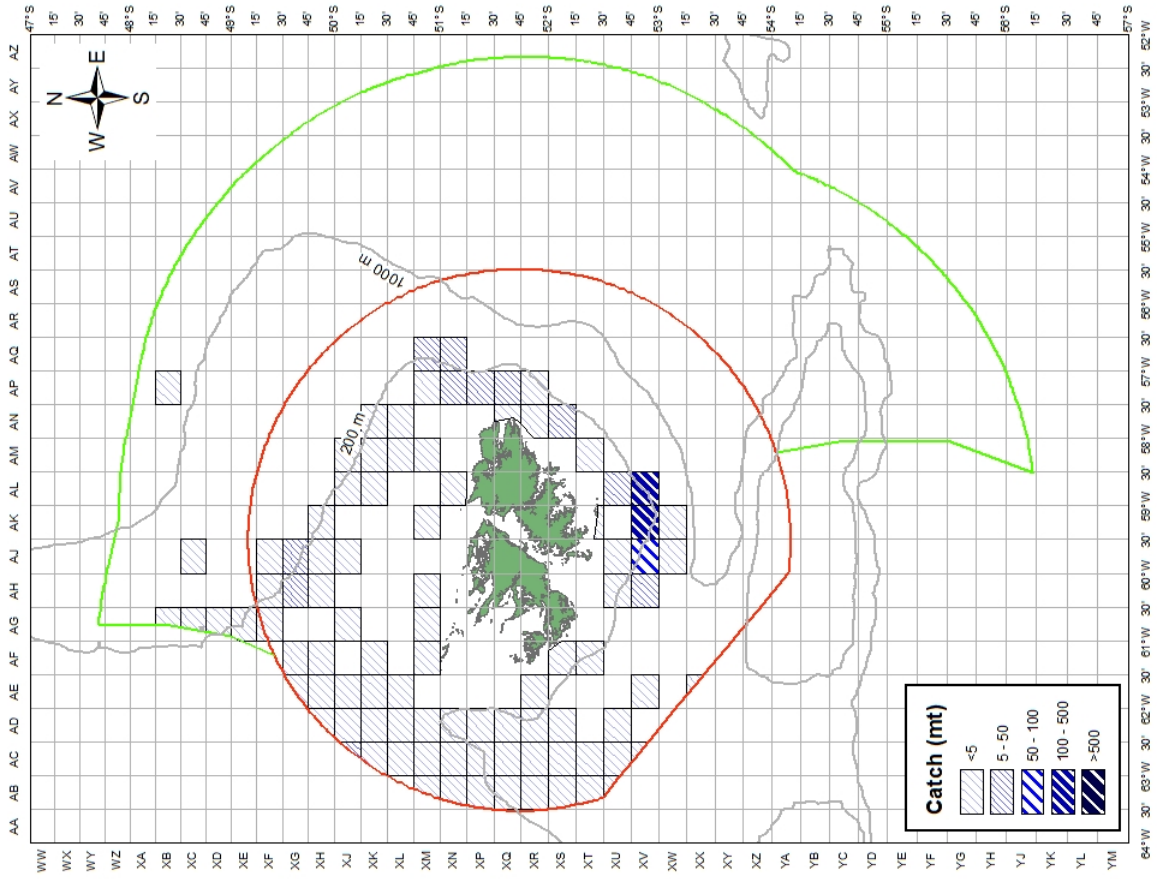 AA AB AC AD AE AF AG AH AJ AK AL AM AN AP AQ AR AS AT AU AV AW AX AY AZ
WW
WX
WY
WZ
XA
XB
XC
XD
XE
XF
XG
XH
XJ
XK
XL
XM
XN
XP
XQ
XR
XS
XT
XU
XV
XW
XX
XY
XZ
YA
YB
YC
YD
YE
YF
YG
YH
YJ
YK
YL
YM
N
W E
S
200 m
1000 m
Catch (mt)
<5
5 - 50
50 - 100
100 - 500
>500
47°S
15'
30'
45'
48°S
15'
30'
45'
49°S
15'
30'
45'
50°S
15'
30'
45'
51°S
15'
30'
45'
52°S
15'
30'
45'
53°S
15'
30'
45'
54°S
15'
30'
45'
55°S
15'
30'
45'
56°S
15'
30'
45'
57°S
64°W 30' 63°W 30' 62°W 30' 61°W 30' 60°W 30' 59°W 30' 58°W 30' 57°W 30' 56°W 30' 55°W 30' 54°W 30' 53°W 30' 52°W